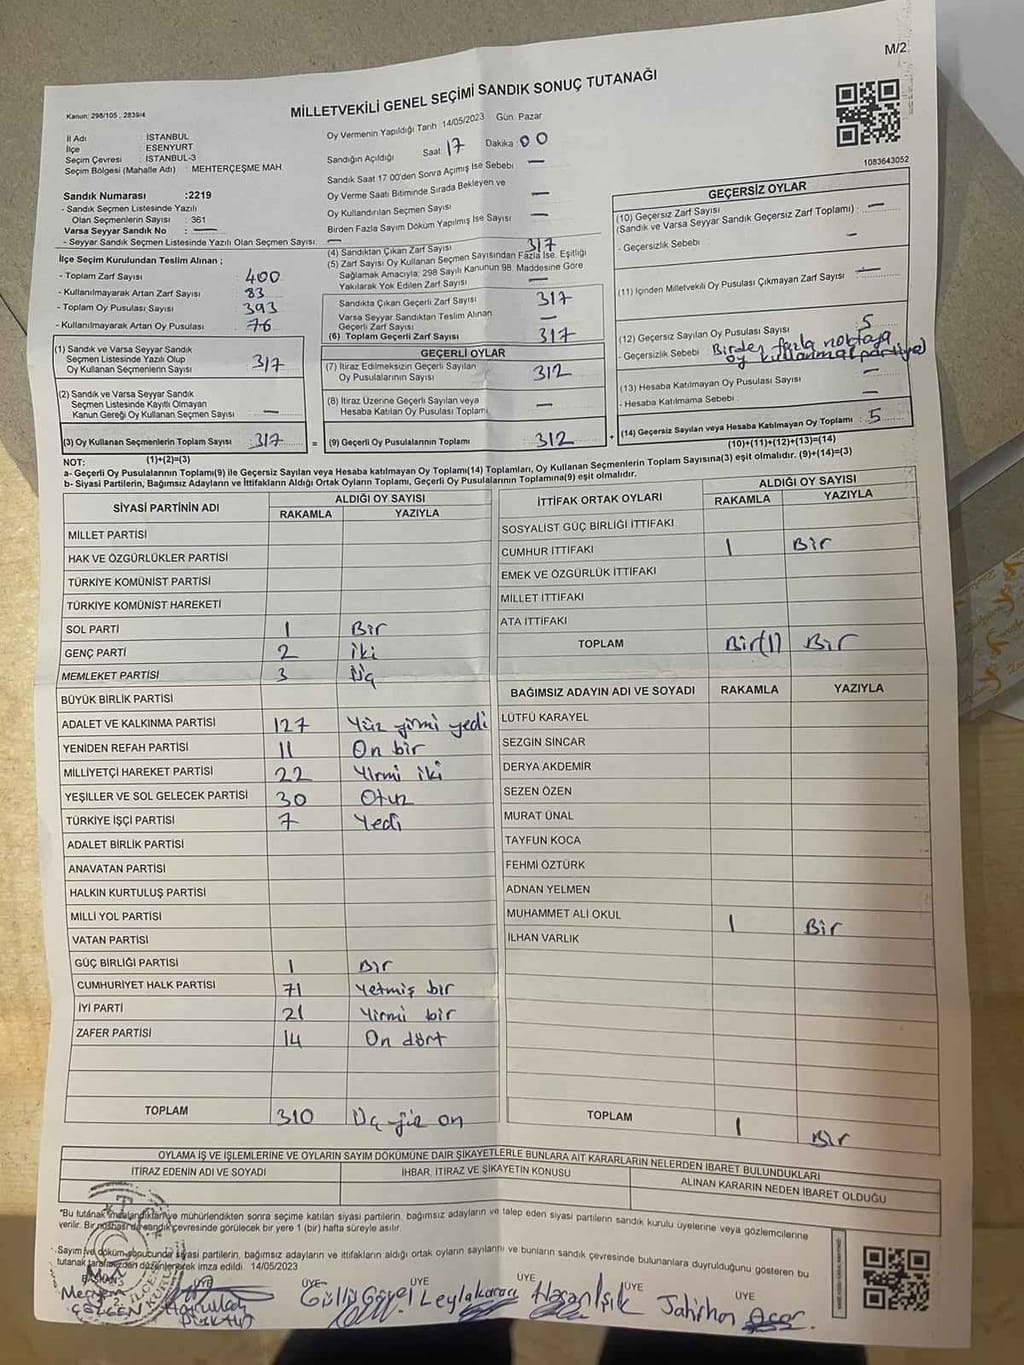 M/2
MİLLETVEKİLİ GENEL SEÇİMİ SANDIK SONUÇ TUTANAĞI
Kanun: 298/105, 2839/4
İl Adı : İSTANBUL
İlçe : ESENYURT
Seçim Çevresi : İSTANBUL-3
Seçim Bölgesi (Mahalle Adı) : MEHTERÇEŞME MAH.
Oy Vermenin Yapıldığı Tarih 14/05/2023 Gün: Pazar
Sandığın Açıldığı Saat 17 Dakika 00
Sandık Saat 17 00'den Sonra Açımış İse Sebebi —
Oy Verme Saati Bitiminde Sırada Bekleyen ve
Oy Kullandırılan Seçmen Sayısı —
Birden Fazla Sayım Döküm Yapılmış İse Sayısı —
1083643052
Sandık Numarası :2219
- Sandık Seçmen Listesinde Yazılı
Olan Seçmenlerin Sayısı : 361
Varsa Seyyar Sandık No : —
- Seyyar Sandık Seçmen Listesinde Yazılı Olan Seçmen Sayısı: —
İlçe Seçim Kurulundan Teslim Alınan ;
- Toplam Zarf Sayısı 400
- Kullanılmayarak Artan Zarf Sayısı 83
- Toplam Oy Pusulası Sayısı 393
- Kullanılmayarak Artan Oy Pusulası 76
(1) Sandık ve Varsa Seyyar Sandık
Seçmen Listesinde Yazılı Olup
Oy Kullanan Seçmenlerin Sayısı 317
(2) Sandık ve Varsa Seyyar Sandık
Seçmen Listesinde Kayıtlı Olmayan
Kanun Gereği Oy Kullanan Seçmen Sayısı —
(3) Oy Kullanan Seçmenlerin Toplam Sayısı 317
(1)+(2)=(3)
(4) Sandıktan Çıkan Zarf Sayısı 317
(5) Zarf Sayısı Oy Kullanan Seçmen Sayısından Fazla İse, Eşitliği
Sağlamak Amacıyla; 298 Sayılı Kanunun 98. Maddesine Göre
Yakılarak Yok Edilen Zarf Sayısı —
Sandıkta Çıkan Geçerli Zarf Sayısı 317
Varsa Seyyar Sandıktan Teslim Alınan
Geçerli Zarf Sayısı —
(6) Toplam Geçerli Zarf Sayısı 317
GEÇERLİ OYLAR
(7) İtiraz Edilmeksizin Geçerli Sayılan
Oy Pusulalarının Sayısı 312
(8) İtiraz Üzerine Geçerli Sayılan veya
Hesaba Katılan Oy Pusulası Toplamı —
= (9) Geçerli Oy Pusulalarının Toplamı 312 +
GEÇERSİZ OYLAR
(10) Geçersiz Zarf Sayısı
(Sandık ve Varsa Seyyar Sandık Geçersiz Zarf Toplamı) : —
- Geçersizlik Sebebi : —
(11) İçinden Milletvekili Oy Pusulası Çıkmayan Zarf Sayısı —
(12) Geçersiz Sayılan Oy Pusulası Sayısı : 5
- Geçersizlik Sebebi Birden fazla noktaya
oy kullanma (partiye)
(13) Hesaba Katılmayan Oy Pusulası Sayısı —
- Hesaba Katılmama Sebebi : —
(14) Geçersiz Sayılan veya Hesaba Katılmayan Oy Toplamı : 5
(10)+(11)+(12)+(13)=(14)
NOT:
a- Geçerli Oy Pusulalarının Toplamı(9) ile Geçersiz Sayılan veya Hesaba katılmayan Oy Toplamı(14) Toplamları, Oy Kullanan Seçmenlerin Toplam Sayısına(3) eşit olmalıdır. (9)+(14)=(3)
b- Siyasi Partilerin, Bağımsız Adayların ve İttifakların Aldığı Ortak Oyların Toplamı, Geçerli Oy Pusulalarının Toplamına(9) eşit olmalıdır.
SİYASİ PARTİNİN ADI ALDIĞI OY SAYISI
RAKAMLA YAZIYLA
MİLLET PARTİSİ
HAK VE ÖZGÜRLÜKLER PARTİSİ
TÜRKİYE KOMÜNİST PARTİSİ
TÜRKİYE KOMÜNİST HAREKETİ
SOL PARTİ 1 Bir
GENÇ PARTİ 2 iki
MEMLEKET PARTİSİ 3 Üç
BÜYÜK BİRLİK PARTİSİ
ADALET VE KALKINMA PARTİSİ 127 Yüz yirmi yedi
YENİDEN REFAH PARTİSİ 11 On bir
MİLLİYETÇİ HAREKET PARTİSİ 22 Yirmi iki
YEŞİLLER VE SOL GELECEK PARTİSİ 30 Otuz
TÜRKİYE İŞÇİ PARTİSİ 7 Yedi
ADALET BİRLİK PARTİSİ
ANAVATAN PARTİSİ
HALKIN KURTULUŞ PARTİSİ
MİLLİ YOL PARTİSİ
VATAN PARTİSİ
GÜÇ BİRLİĞİ PARTİSİ 1 Bir
CUMHURİYET HALK PARTİSİ 71 Yetmiş bir
İYİ PARTİ 21 Yirmi bir
ZAFER PARTİSİ 14 On dört
TOPLAM 310 Üç yüz on
İTTİFAK ORTAK OYLARI ALDIĞI OY SAYISI
RAKAMLA YAZIYLA
SOSYALİST GÜÇ BİRLİĞİ İTTİFAKI
CUMHUR İTTİFAKI 1 Bir
EMEK VE ÖZGÜRLÜK İTTİFAKI
MİLLET İTTİFAKI
ATA İTTİFAKI
TOPLAM Bir(1) Bir
BAĞIMSIZ ADAYIN ADI VE SOYADI RAKAMLA YAZIYLA
LÜTFÜ KARAYEL
SEZGİN SİNCAR
DERYA AKDEMİR
SEZEN ÖZEN
MURAT ÜNAL
TAYFUN KOCA
FEHMİ ÖZTÜRK
ADNAN YELMEN
MUHAMMET ALİ OKUL 1 Bir
İLHAN VARLIK
TOPLAM 1 Bir
OYLAMA İŞ VE İŞLEMLERİNE VE OYLARIN SAYIM DÖKÜMÜNE DAİR ŞİKAYETLERLE BUNLARA AİT KARARLARIN NELERDEN İBARET BULUNDUKLARI
İTİRAZ EDENİN ADI VE SOYADI İHBAR, İTİRAZ VE ŞİKAYETİN KONUSU ALINAN KARARIN NEDEN İBARET OLDUĞU
"Bu tutanak imzalandıktan ve mühürlendikten sonra seçime katılan siyasi partilerin, bağımsız adayların ve talep eden siyasi partilerin sandık kurulu üyelerine veya gözlemcilerine
verilir. Bir nüshası de sandık çevresinde görülecek bir yere 1 (bir) hafta süreyle asılır.
Sayım ve döküm sonucunda siyasi partilerin, bağımsız adayların ve ittifakların aldığı ortak oyların sayılarını ve bunların sandık çevresinde bulunanlara duyrulduğunu gösteren bu
tutanak tarafımızdan düzenlenerek imza edildi. 14/05/2023
BAŞKAN ÜYE ÜYE ÜYE ÜYE ÜYE ÜYE
Meryem Güllü Leyla Karaca Hasan Işık